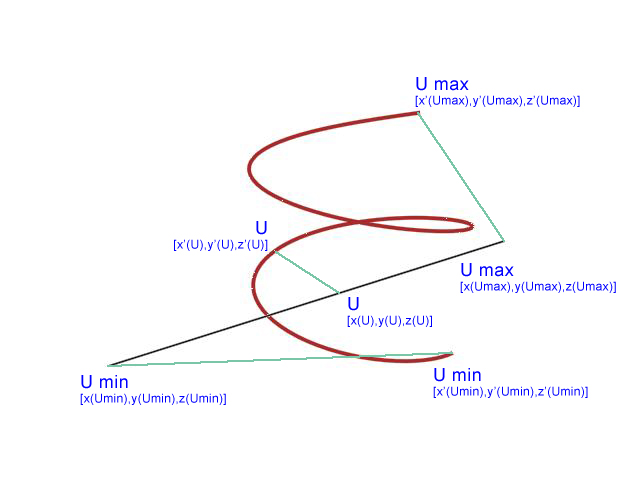 U max
[x'(Umax),y'(Umax),z'(Umax)]
U
[x'(U),y'(U),z'(U)]
U max
[x(Umax),y(Umax),z(Umax)]
U
[x(U),y(U),z(U)]
U min
[x(Umin),y(Umin),z(Umin)]
U min
[x'(Umin),y'(Umin),z'(Umin)]